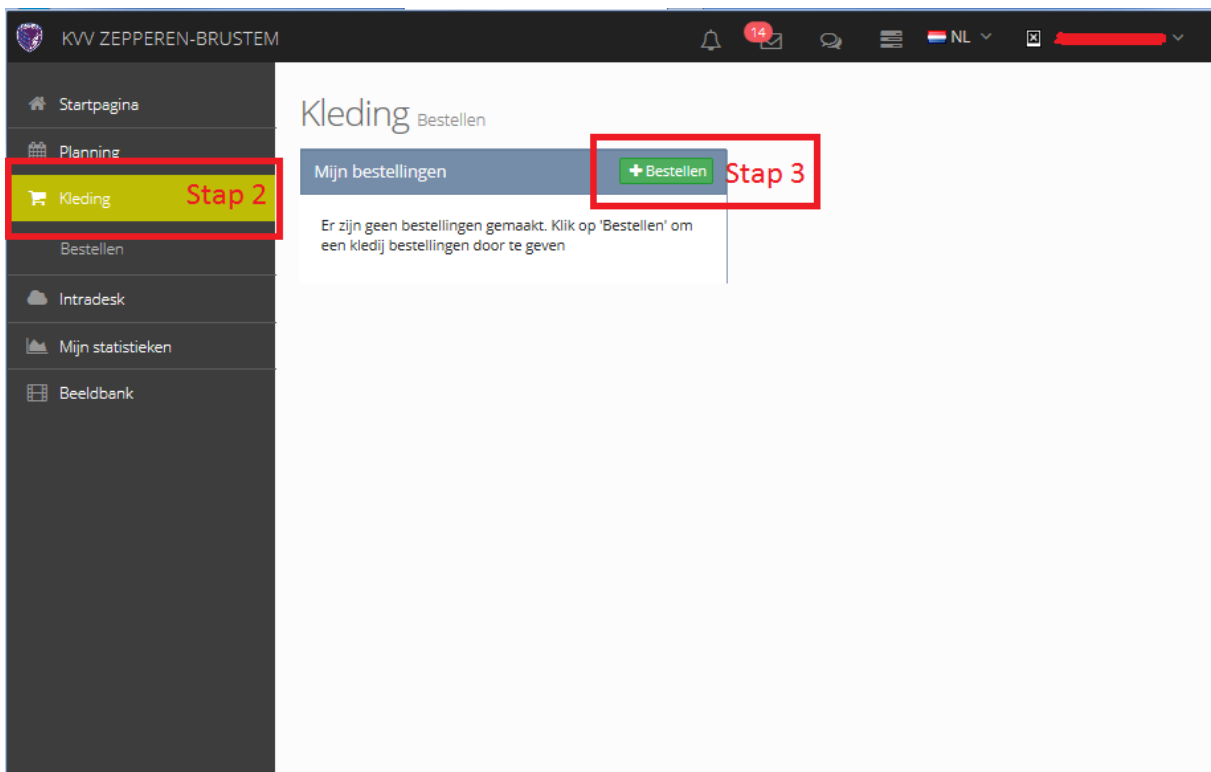 KVV ZEPPEREN-BRUSTEM
14
NL
Startpagina
Planning
Kleding
Stap 2
Bestellen
Intradesk
Mijn statistieken
Beeldbank
Kleding Bestellen
Mijn bestellingen
Bestellen
Stap 3
Er zijn geen bestellingen gemaakt. Klik op 'Bestellen' om
een kledij bestellingen door te geven